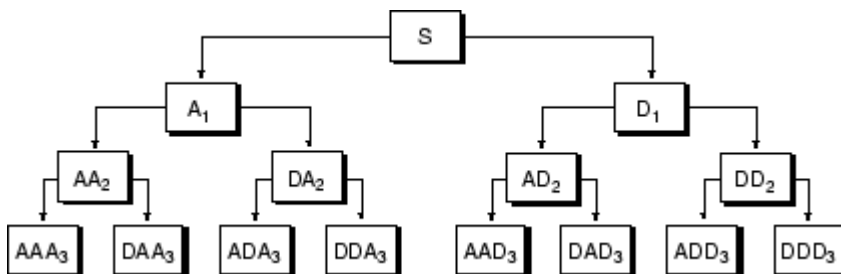 S
A₁ D₁
AA₂ DA₂ AD₂ DD₂
AAA₃ DAA₃ ADA₃ DDA₃ AAD₃ DAD₃ ADD₃ DDD₃